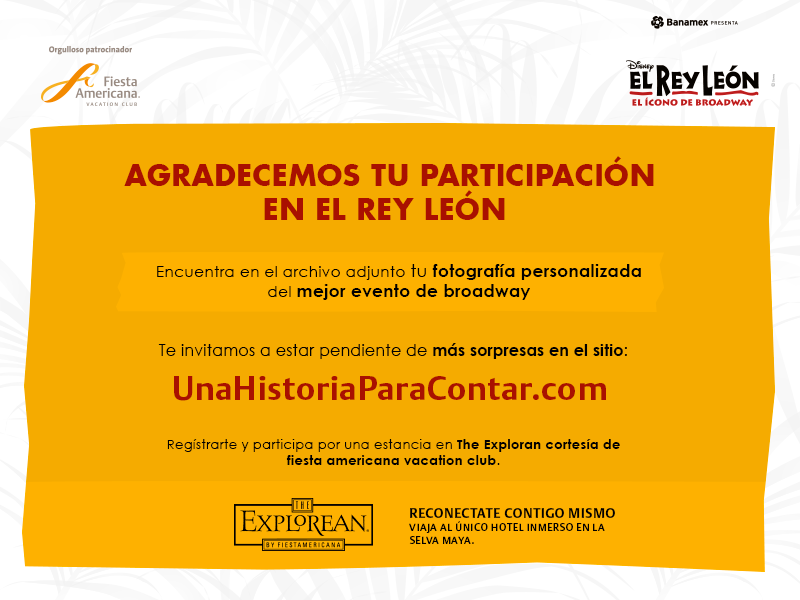 Banamex PRESENTA
Orgulloso patrocinador
Fiesta
Americana.
VACATION CLUB
DISNEY
EL REY LEÓN
EL ÍCONO DE BROADWAY
AGRADECEMOS TU PARTICIPACIÓN
EN EL REY LEÓN
Encuentra en el archivo adjunto tu fotografía personalizada
del mejor evento de broadway
Te invitamos a estar pendiente de más sorpresas en el sitio:
UnaHistoriaParaContar.com
Regístrarte y participa por una estancia en The Exploran cortesía de
fiesta americana vacation club.
THE
EXPLOREAN®
BY FIESTAMERICANA
RECONECTATE CONTIGO MISMO
VIAJA AL ÚNICO HOTEL INMERSO EN LA
SELVA MAYA.